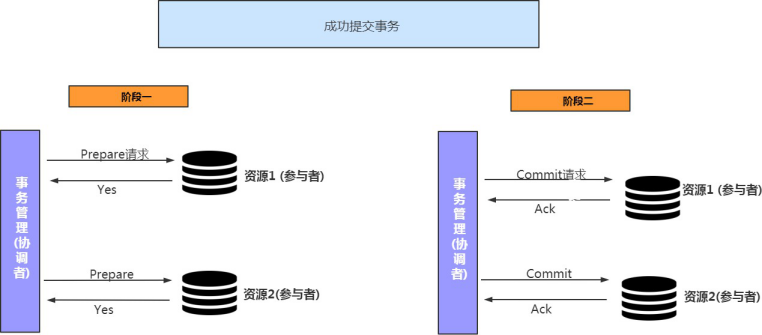 成功提交事务
阶段一
阶段二
事务管理(协调者)
Prepare请求
Yes
资源1 (参与者)
Prepare
Yes
资源2(参与者)
事务管理(协调者)
Commit请求
Ack
资源1 (参与者)
Commit
Ack
资源2(参与者)